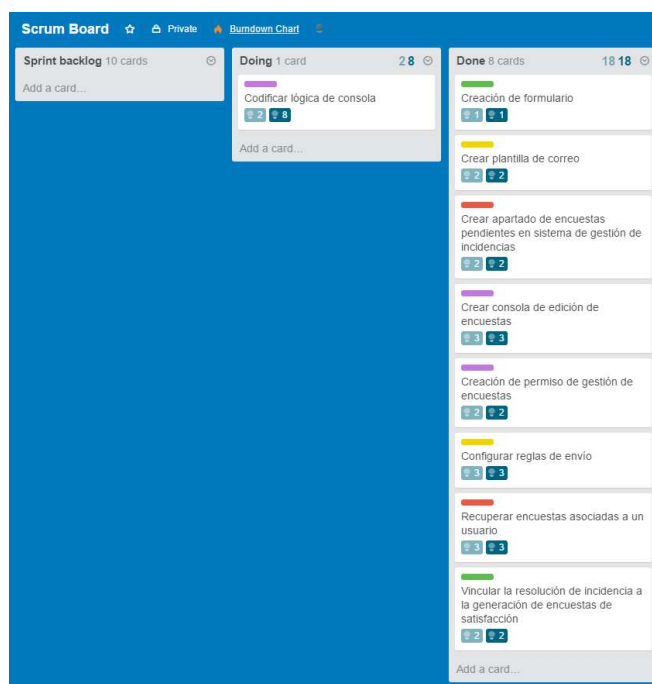 Scrum Board Private Burndown Chart
Sprint backlog 10 cards
Add a card...
Doing 1 card 2 8
Codificar lógica de consola
2 8
Add a card...
Done 8 cards 18 18
Creación de formulario
1 1
Crear plantilla de correo
2 2
Crear apartado de encuestas
pendientes en sistema de gestión de
incidencias
2 2
Crear consola de edición de
encuestas
3 3
Creación de permiso de gestión de
encuestas
2 2
Configurar reglas de envío
3 3
Recuperar encuestas asociadas a un
usuario
3 3
Vincular la resolución de incidencia a
la generación de encuestas de
satisfacción
2 2
Add a card...